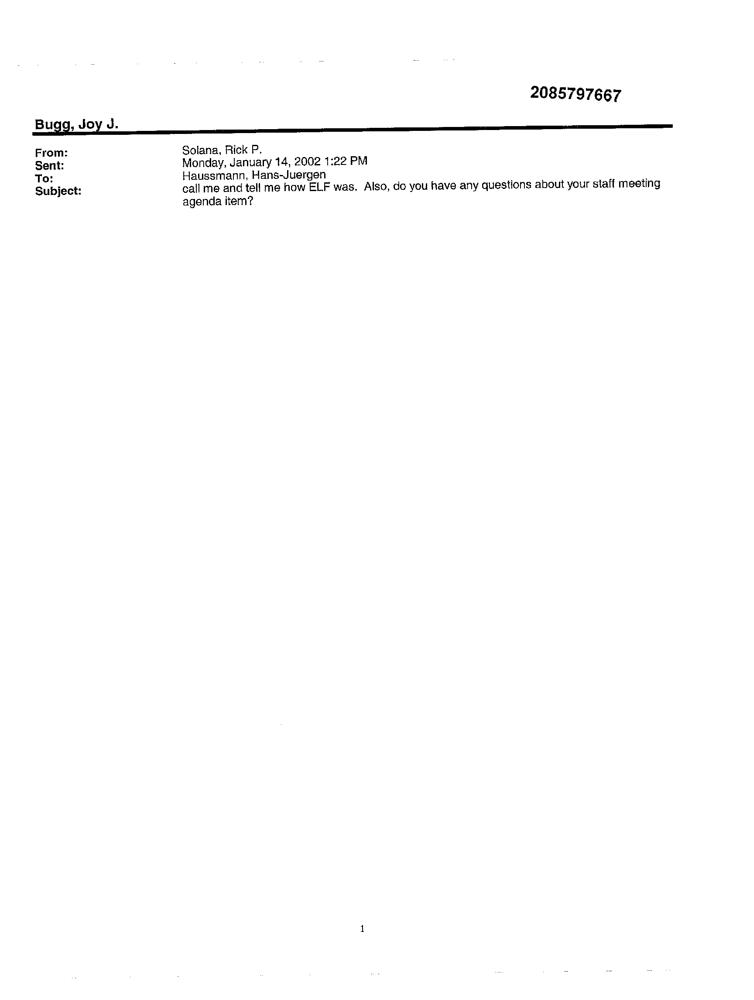 2085797667
Bugg, Joy J.
From: Solana, Rick P.
Sent: Monday, January 14, 2002 1:22 PM
To: Haussmann, Hans-Juergen
Subject: call me and tell me how ELF was. Also, do you have any questions about your staff meeting
agenda item?
1